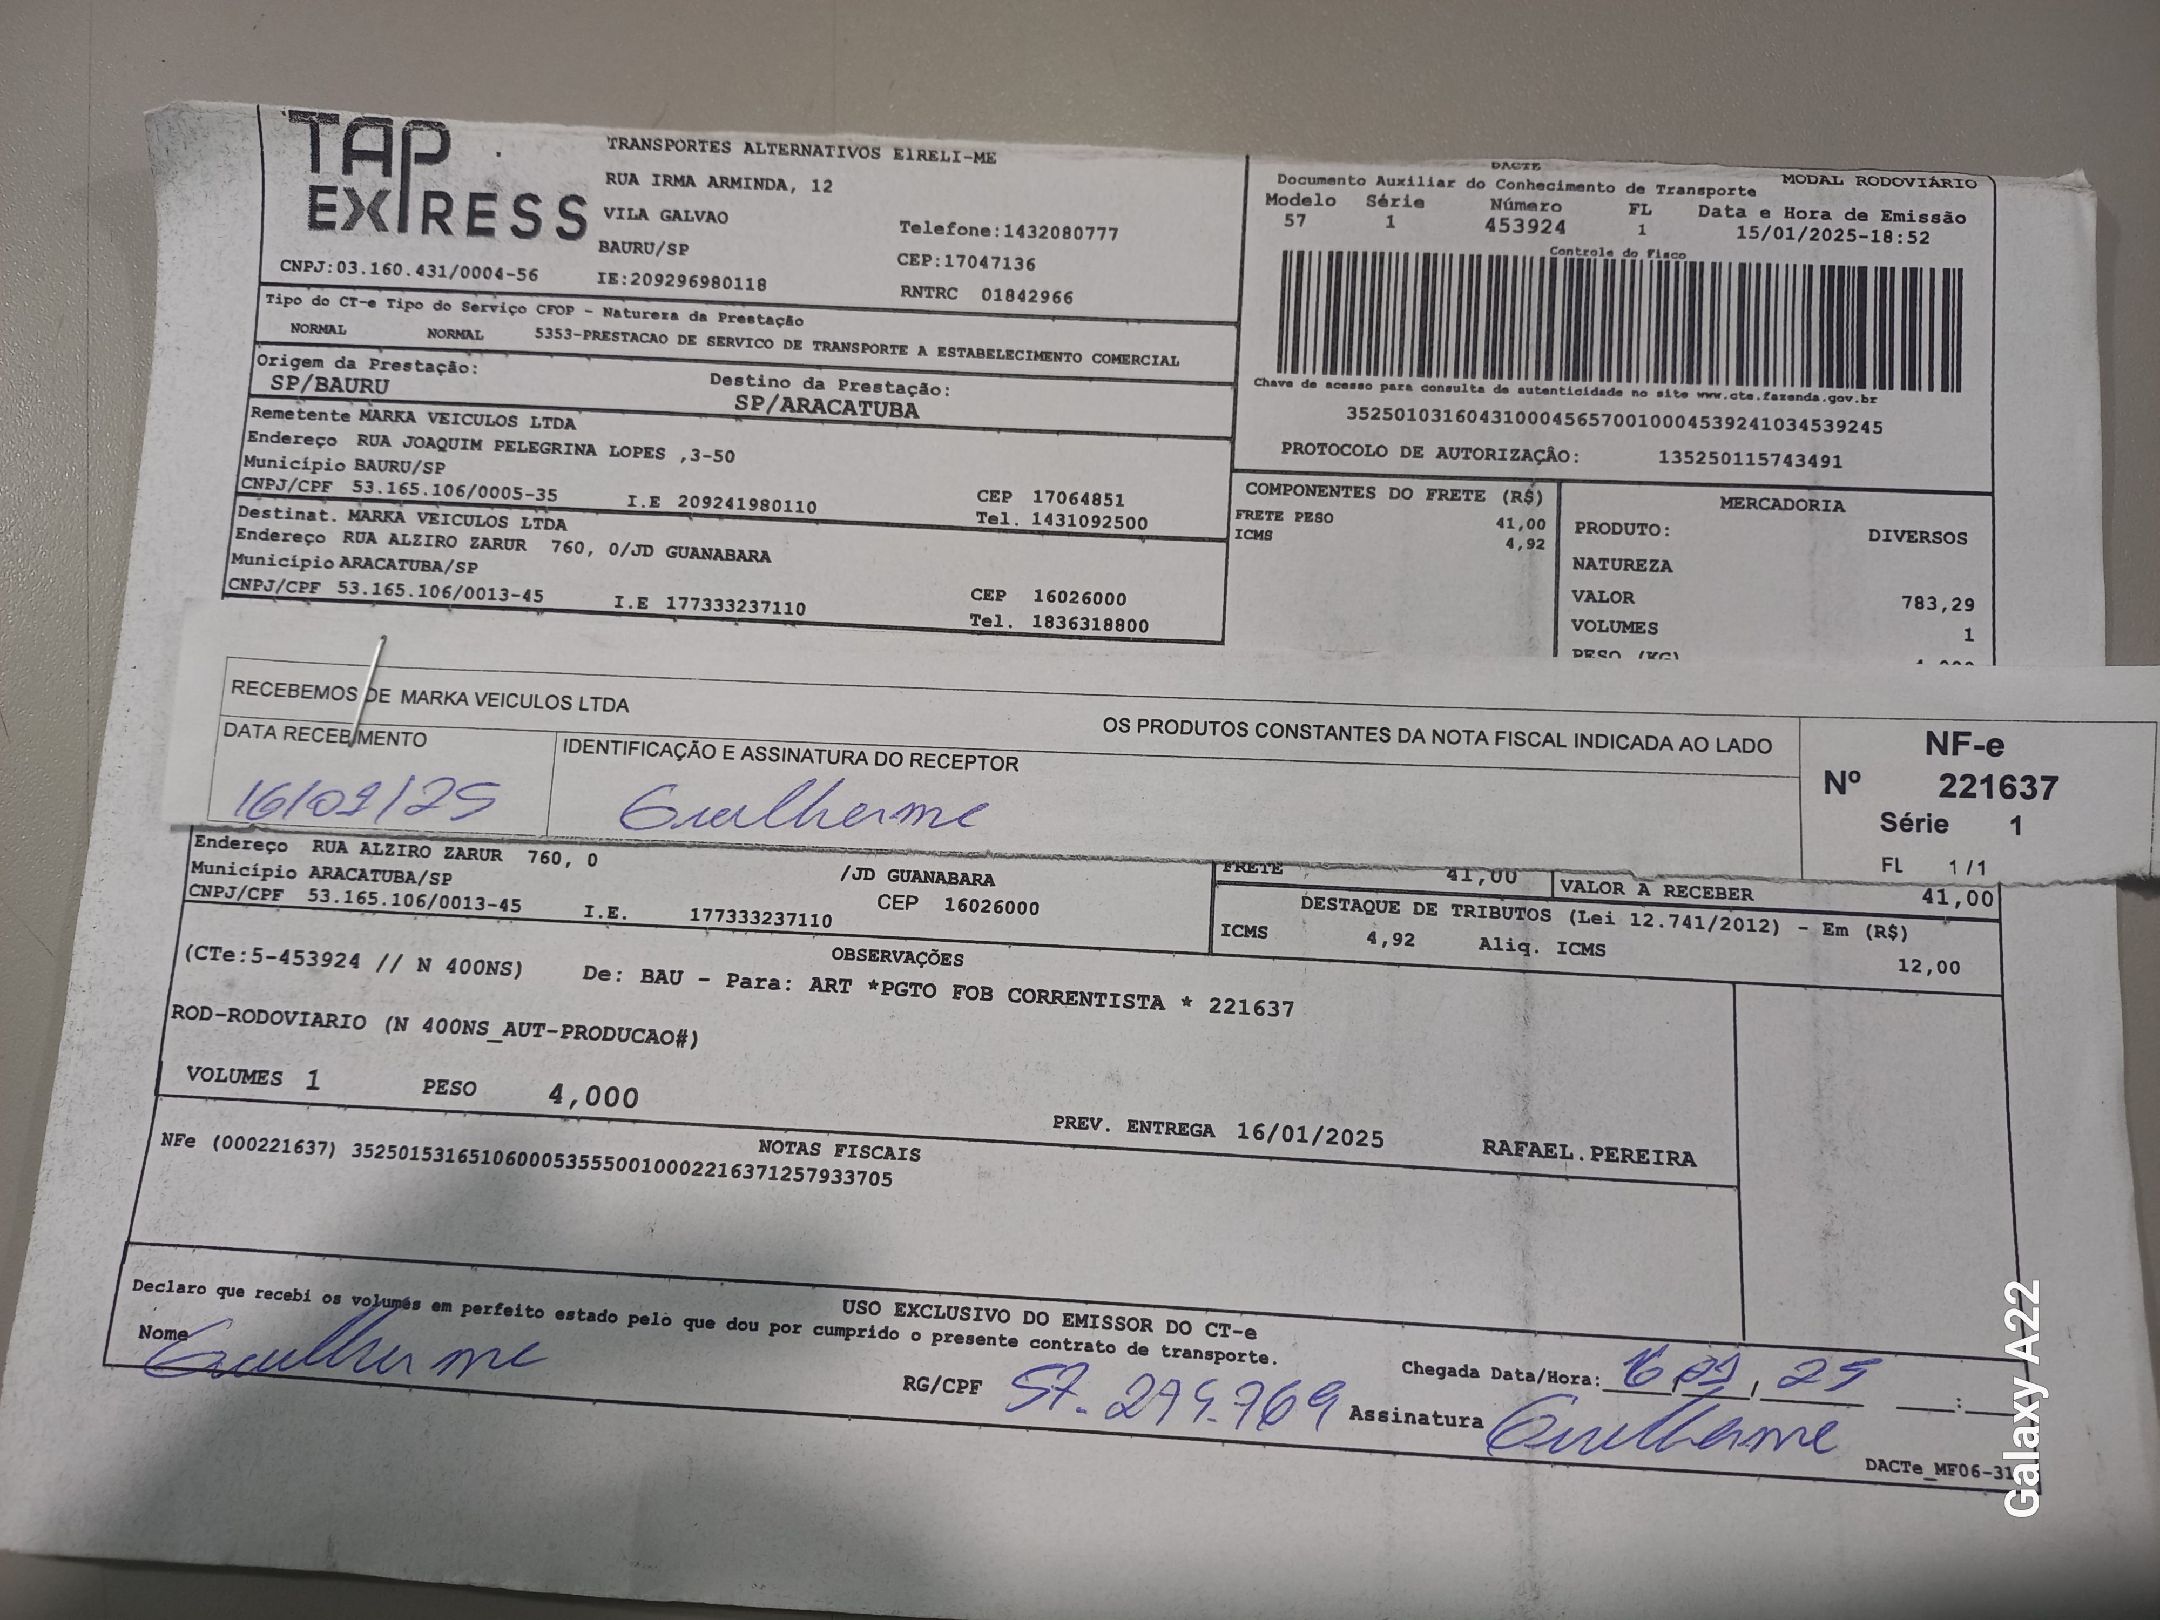 TAP EXPRESS
TRANSPORTES ALTERNATIVOS E1RELI-ME
RUA IRMA ARMINDA, 12
VILA GALVAO
BAURU/SP
Telefone:1432080777
CEP:17047136
CNPJ:03.160.431/0004-56
IE:209296980118
RNTRC 01842966
DACTE
MODAL RODOVIÁRIO
Documento Auxiliar do Conhecimento de Transporte
Modelo Série Número FL Data e Hora de Emissão
57 1 453924 1 15/01/2025-18:52
Controle do fisco
Chave de acesso para consulta de autenticidade no site www.cte.fazenda.gov.br
35250103160431000456570010004539241034539245
PROTOCOLO DE AUTORIZAÇÃO: 135250115743491
Tipo do CT-e Tipo do Serviço CFOP - Natureza da Prestação
NORMAL NORMAL 5353-PRESTACAO DE SERVICO DE TRANSPORTE A ESTABELECIMENTO COMERCIAL
Origem da Prestação: Destino da Prestação:
SP/BAURU SP/ARACATUBA
Remetente MARKA VEICULOS LTDA
Endereço RUA JOAQUIM PELEGRINA LOPES ,3-50
Município BAURU/SP CEP 17064851
CNPJ/CPF 53.165.106/0005-35 I.E 209241980110 Tel. 1431092500
Destinat. MARKA VEICULOS LTDA
Endereço RUA ALZIRO ZARUR 760, 0/JD GUANABARA
Município ARACATUBA/SP CEP 16026000
CNPJ/CPF 53.165.106/0013-45 I.E 177333237110 Tel. 1836318800
COMPONENTES DO FRETE (R$)
FRETE PESO 41,00
ICMS 4,92
MERCADORIA
PRODUTO: DIVERSOS
NATUREZA
VALOR 783,29
VOLUMES 1
PESO (KG)
RECEBEMOS DE MARKA VEICULOS LTDA OS PRODUTOS CONSTANTES DA NOTA FISCAL INDICADA AO LADO
DATA RECEBIMENTO IDENTIFICAÇÃO E ASSINATURA DO RECEPTOR
16/01/25 Guilherme
NF-e
Nº 221637
Série 1
FL 1/1
Endereço RUA ALZIRO ZARUR 760, 0 /JD GUANABARA
Município ARACATUBA/SP CEP 16026000
CNPJ/CPF 53.165.106/0013-45 I.E. 177333237110
FRETE 41,00 VALOR A RECEBER 41,00
DESTAQUE DE TRIBUTOS (Lei 12.741/2012) - Em (R$)
ICMS 4,92 Aliq. ICMS 12,00
OBSERVAÇÕES
(CTe:5-453924 // N 400NS) De: BAU - Para: ART *PGTO FOB CORRENTISTA * 221637
ROD-RODOVIARIO (N 400NS_AUT-PRODUCAO#)
VOLUMES 1 PESO 4,000 PREV. ENTREGA 16/01/2025 RAFAEL.PEREIRA
NOTAS FISCAIS
NFe (000221637) 35250153165106000535550010002216371257933705
USO EXCLUSIVO DO EMISSOR DO CT-e
Declaro que recebi os volumes em perfeito estado pelo que dou por cumprido o presente contrato de transporte.
Nome Guilherme RG/CPF 57.294.769 Chegada Data/Hora: 16/01/25 __:__
Assinatura Guilherme
DACTe_MF06-31
Galaxy A22